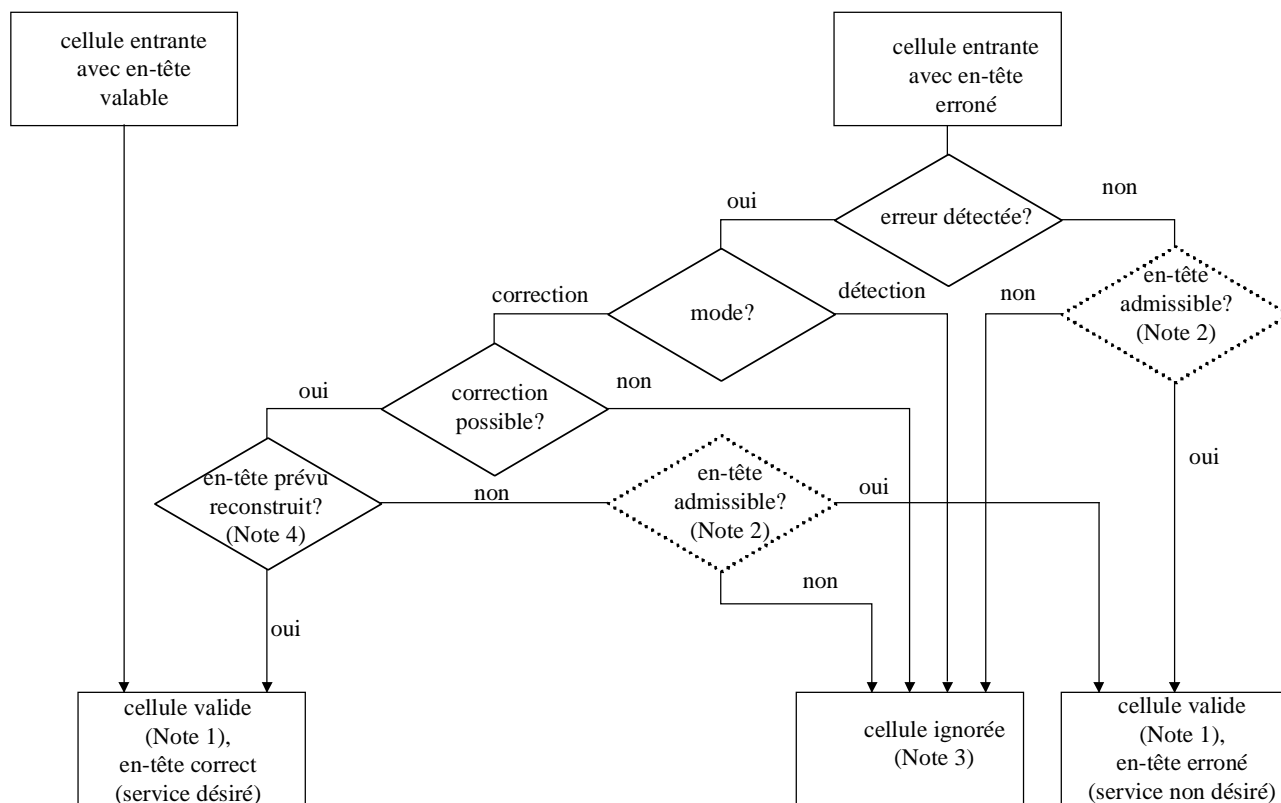 cellule entrante
avec en-tête
valable
cellule entrante
avec en-tête
erroné
oui
erreur détectée?
non
correction
mode?
détection
non
en-tête
admissible?
(Note 2)
oui
correction
possible?
non
oui
en-tête prévu
reconstruit?
(Note 4)
non
en-tête
admissible?
(Note 2)
oui
non
oui
cellule valide
(Note 1),
en-tête correct
(service désiré)
cellule ignorée
(Note 3)
cellule valide
(Note 1),
en-tête erroné
(service non désiré)